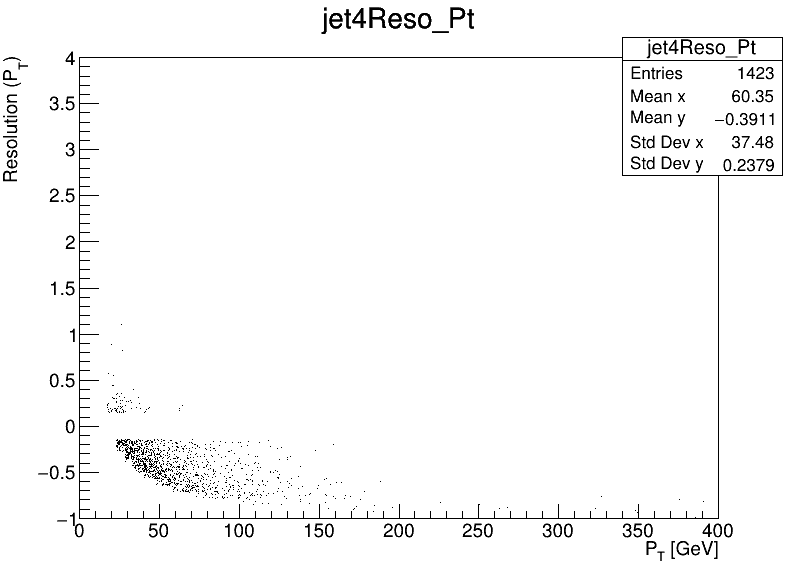 jet4Reso_Pt
jet4Reso_Pt
Entries 1423
Mean x 60.35
Mean y −0.3911
Std Dev x 37.48
Std Dev y 0.2379
Resolution (P_T)
4
3.5
3
2.5
2
1.5
1
0.5
0
−0.5
−1
0 50 100 150 200 250 300 350 400
P_T [GeV]